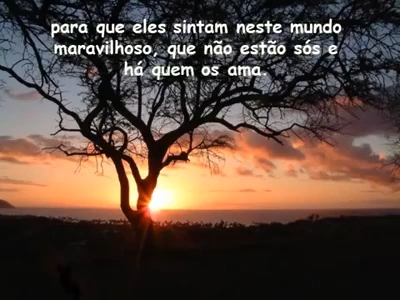 para que eles sintam neste mundo
maravilhoso, que não estão sós e
há quem os ama.